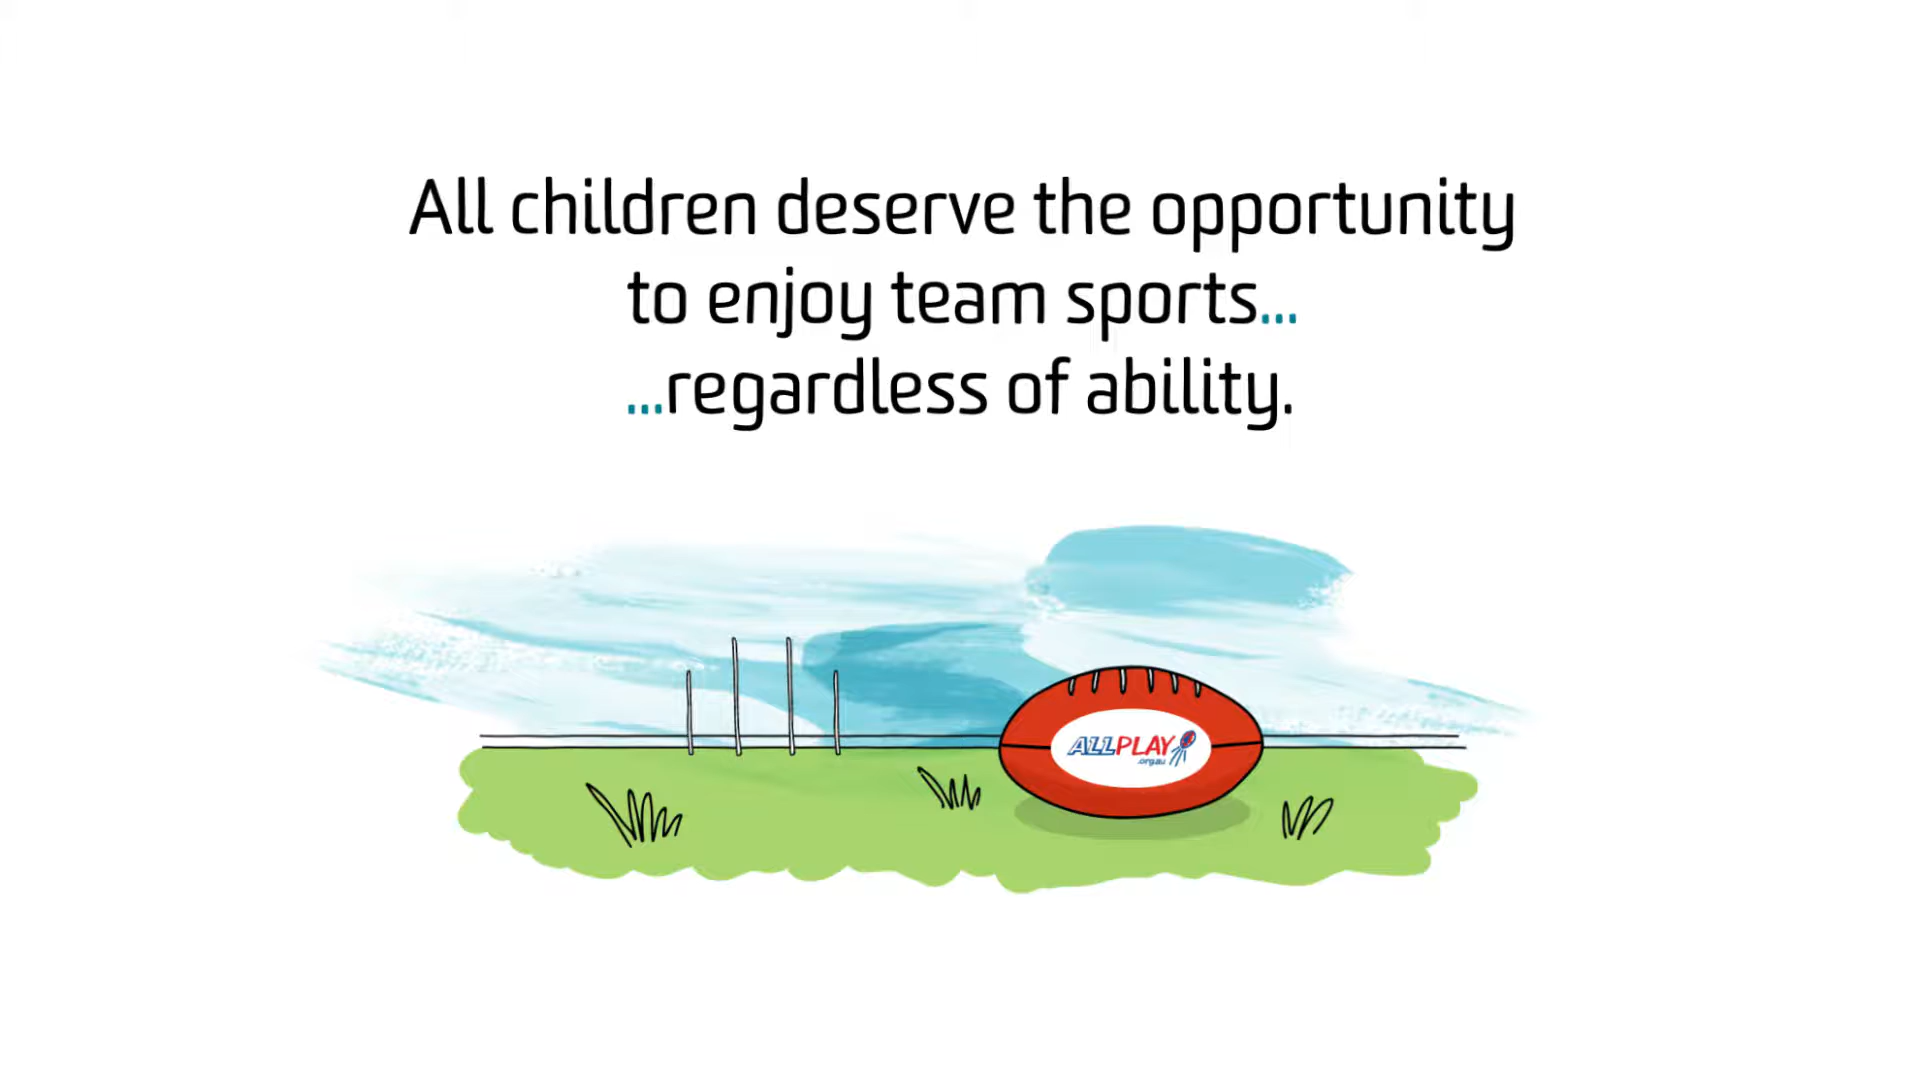 All children deserve the opportunity
to enjoy team sports...
...regardless of ability.
ALLPLAY
.org.au